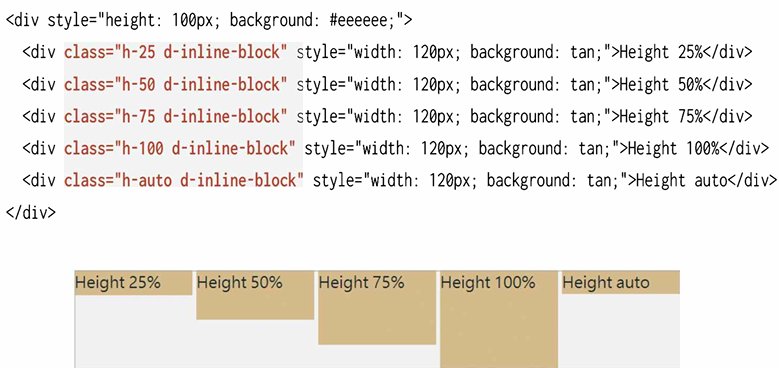 <div style="height: 100px; background: #eeeeee;">
<div class="h-25 d-inline-block" style="width: 120px; background: tan;">Height 25%</div>
<div class="h-50 d-inline-block" style="width: 120px; background: tan;">Height 50%</div>
<div class="h-75 d-inline-block" style="width: 120px; background: tan;">Height 75%</div>
<div class="h-100 d-inline-block" style="width: 120px; background: tan;">Height 100%</div>
<div class="h-auto d-inline-block" style="width: 120px; background: tan;">Height auto</div>
</div>
Height 25% Height 50% Height 75% Height 100% Height auto